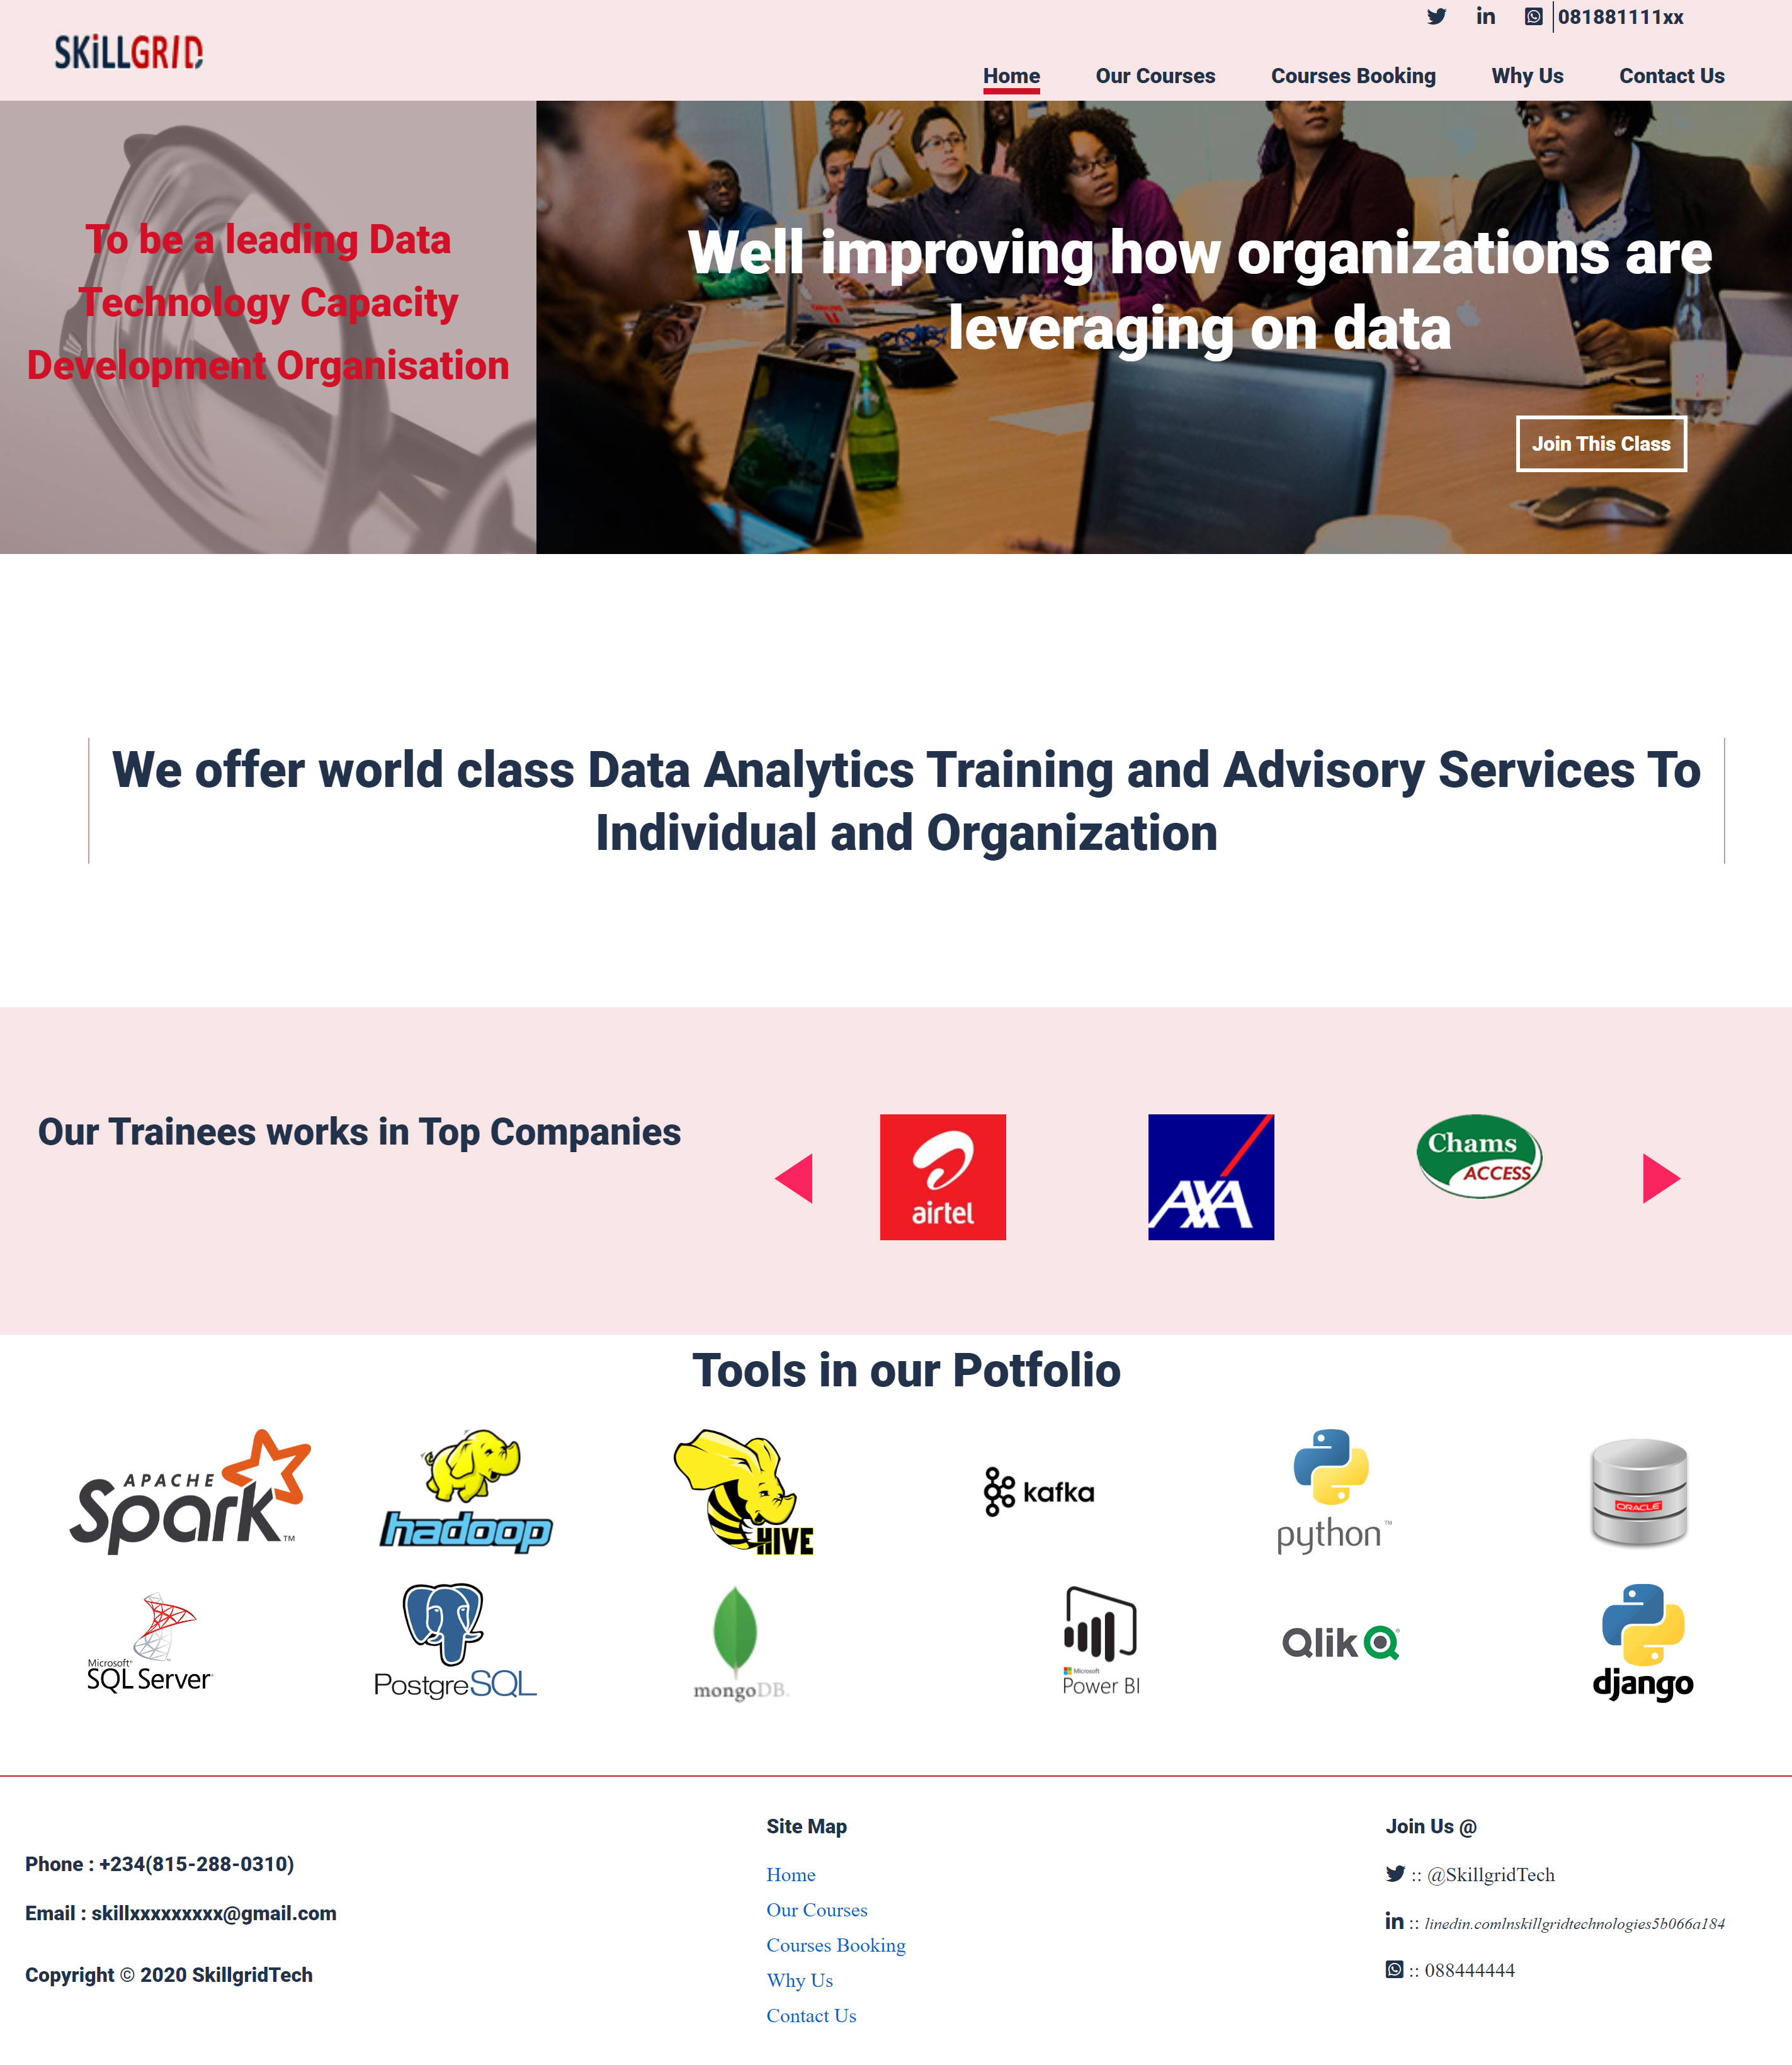 SKiLLGRID
081881111xx
Home Our Courses Courses Booking Why Us Contact Us
To be a leading Data
Technology Capacity
Development Organisation
Well improving how organizations are
leveraging on data
Join This Class
We offer world class Data Analytics Training and Advisory Services To
Individual and Organization
Our Trainees works in Top Companies
airtel
AXA
Chams
ACCESS
Tools in our Potfolio
APACHE
Spark™
hadoop
HIVE
kafka
python™
ORACLE
Microsoft®
SQL Server®
PostgreSQL
mongoDB.
Microsoft
Power BI
Qlik
django
Phone : +234(815-288-0310)
Email : skillxxxxxxxxx@gmail.com
Copyright © 2020 SkillgridTech
Site Map
Home
Our Courses
Courses Booking
Why Us
Contact Us
Join Us @
:: @SkillgridTech
in :: linedin.comlnskillgridtechnologies5b066a184
:: 088444444